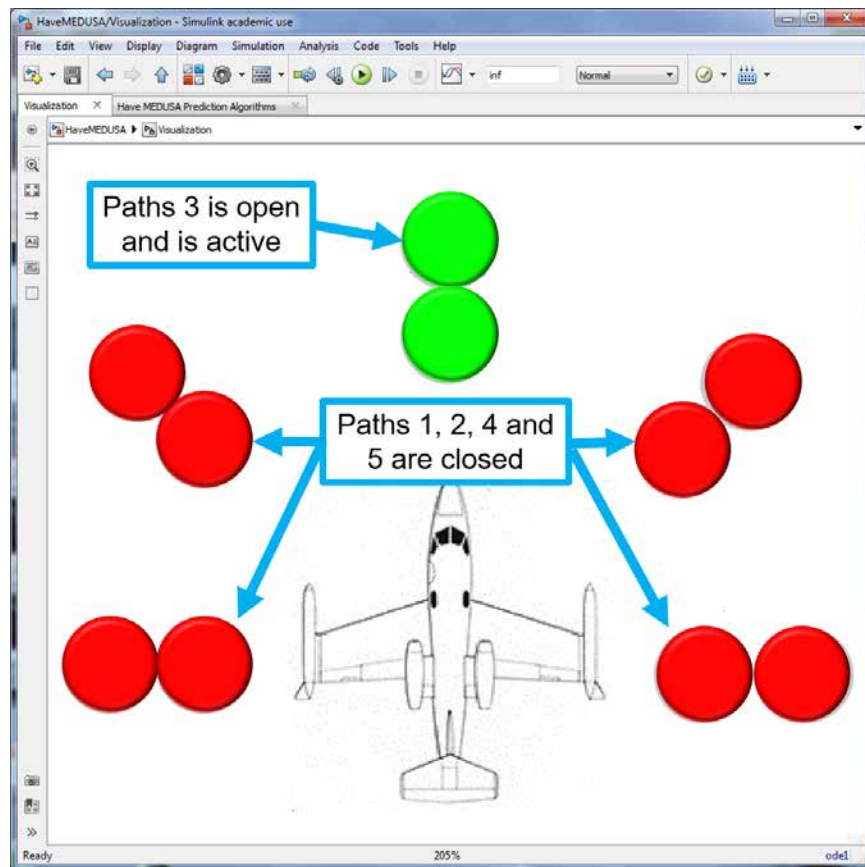 HaveMEDUSA/Visualization - Simulink academic use
File Edit View Display Diagram Simulation Analysis Code Tools Help
inf Normal
Visualization Have MEDUSA Prediction Algorithms
HaveMEDUSA Visualization
Paths 3 is open
and is active
Paths 1, 2, 4 and
5 are closed
Ready 205% ode1